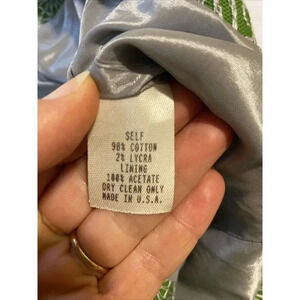 SELF
98% COTTON
2% LYCRA
LINING
100% ACETATE
DRY CLEAN ONLY
MADE IN U.S.A.